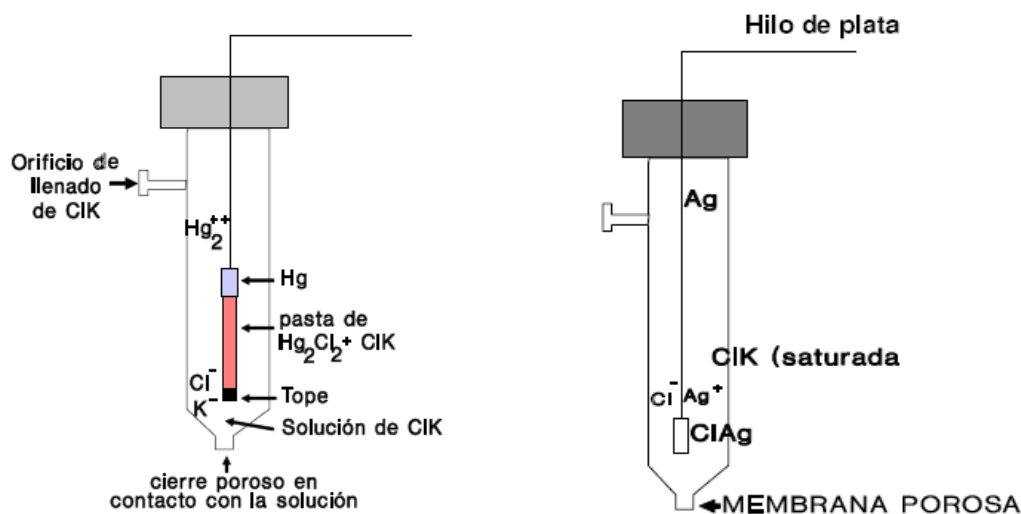 Orificio de
llenado
de ClK
Hg₂⁺⁺
Hg
pasta de
Hg₂Cl₂+ ClK
Cl⁻
K⁻
Tope
Solución de ClK
cierre poroso en
contacto con la solución
Hilo de plata
Ag
ClK (saturada
Cl⁻ Ag⁺
ClAg
MEMBRANA POROSA